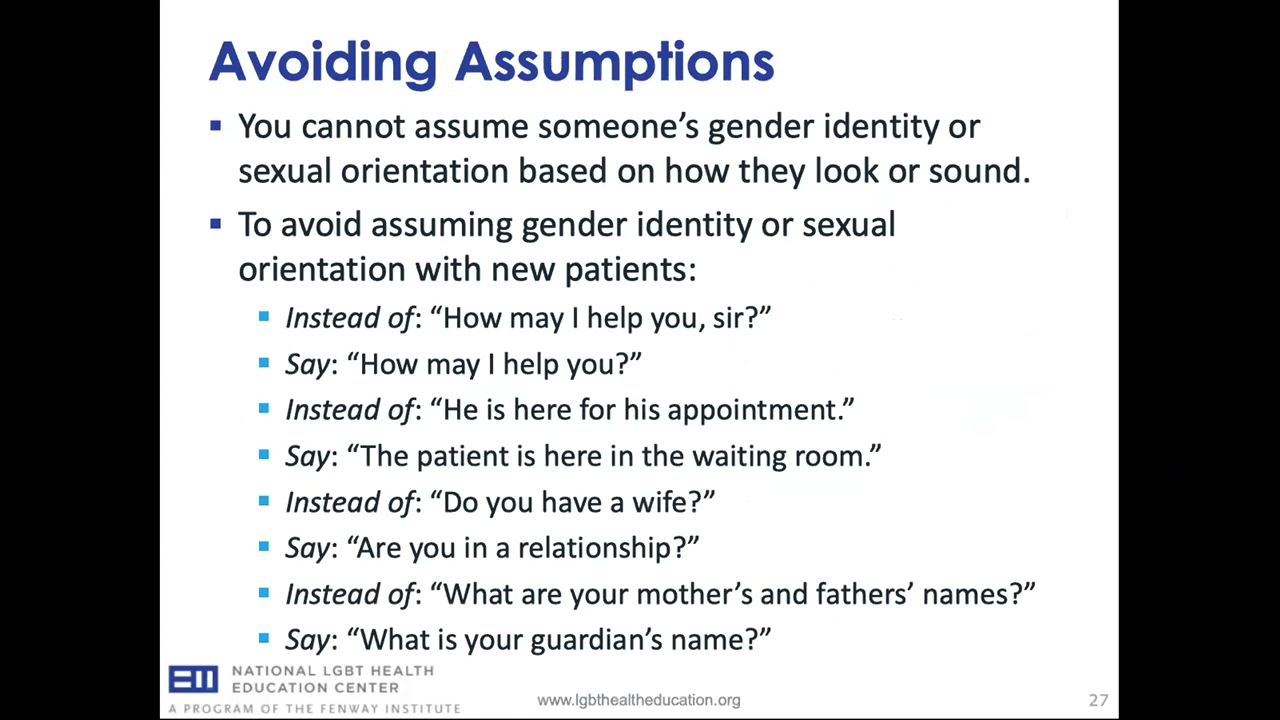 Avoiding Assumptions
▪ You cannot assume someone’s gender identity or
sexual orientation based on how they look or sound.
▪ To avoid assuming gender identity or sexual
orientation with new patients:
▪ Instead of: “How may I help you, sir?”
▪ Say: “How may I help you?”
▪ Instead of: “He is here for his appointment.”
▪ Say: “The patient is here in the waiting room.”
▪ Instead of: “Do you have a wife?”
▪ Say: “Are you in a relationship?”
▪ Instead of: “What are your mother’s and fathers’ names?”
▪ Say: “What is your guardian’s name?”
NATIONAL LGBT HEALTH
EDUCATION CENTER
A PROGRAM OF THE FENWAY INSTITUTE
www.lgbthealtheducation.org
27